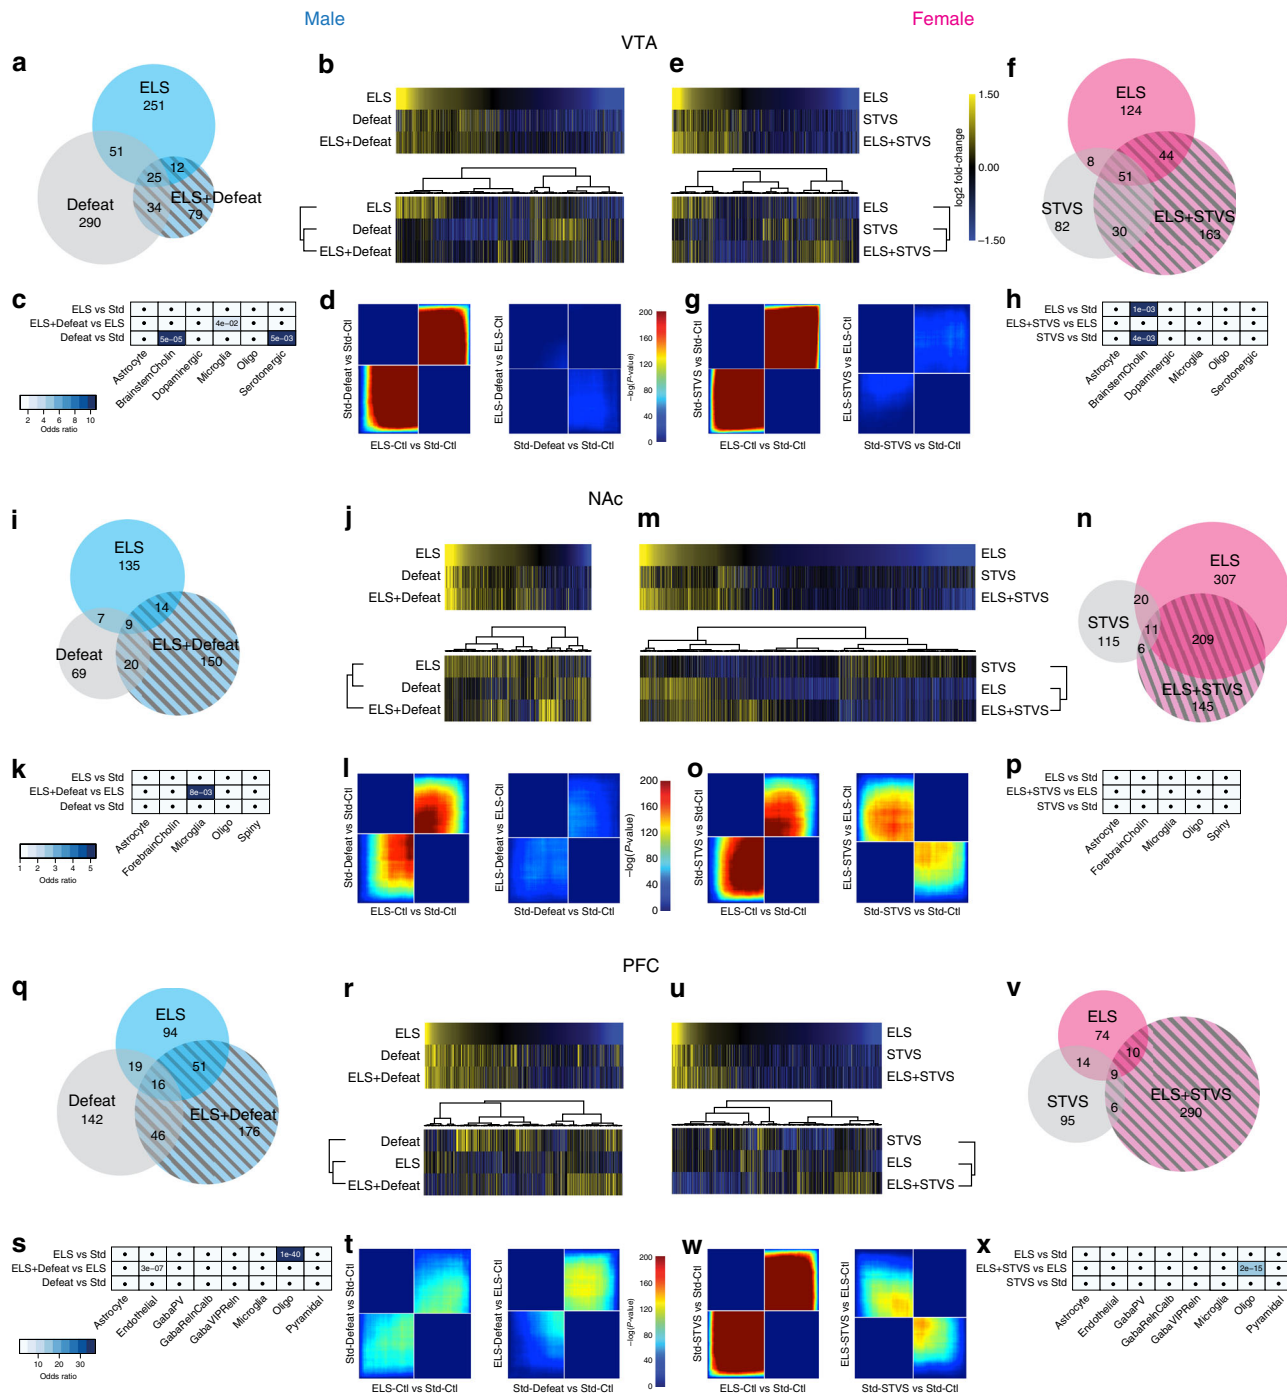 Male
Female
VTA
a
ELS
251
51
12
25
ELS+Defeat
34
79
Defeat
290
b
ELS
Defeat
ELS+Defeat
ELS
Defeat
ELS+Defeat
e
ELS
STVS
ELS+STVS
ELS
STVS
ELS+STVS
1.50
0.00
−1.50
log2 fold-change
f
ELS
124
8
44
51
STVS
82
30
ELS+STVS
163
c
ELS vs Std
ELS+Defeat vs ELS
Defeat vs Std
4e-02
5e-05
5e-03
Astrocyte
BrainstemCholin
Dopaminergic
Microglia
Oligo
Serotonergic
2 4 6 8 10
Odds ratio
d
Std-Defeat vs Std-Ctl
ELS-Ctl vs Std-Ctl
ELS-Defeat vs ELS-Ctl
Std-Defeat vs Std-Ctl
200
160
120
80
40
0
−log(P-value)
g
Std-STVS vs Std-Ctl
ELS-Ctl vs Std-Ctl
ELS-STVS vs ELS-Ctl
Std-STVS vs Std-Ctl
h
ELS vs Std
ELS+STVS vs ELS
STVS vs Std
1e-03
4e-03
Astrocyte
BrainstemCholin
Dopaminergic
Microglia
Oligo
Serotonergic
NAc
i
ELS
135
7
14
9
ELS+Defeat
150
Defeat
69
20
j
ELS
Defeat
ELS+Defeat
ELS
Defeat
ELS+Defeat
m
ELS
STVS
ELS+STVS
STVS
ELS
ELS+STVS
n
ELS
307
20
STVS
115
11
209
6
ELS+STVS
145
k
ELS vs Std
ELS+Defeat vs ELS
Defeat vs Std
8e-03
Astrocyte
ForebrainCholin
Microglia
Oligo
Spiny
1 2 3 4 5
Odds ratio
l
Std-Defeat vs Std-Ctl
ELS-Ctl vs Std-Ctl
ELS-Defeat vs ELS-Ctl
Std-Defeat vs Std-Ctl
200
160
120
80
40
0
−log(P-value)
o
Std-STVS vs Std-Ctl
ELS-Ctl vs Std-Ctl
ELS-STVS vs ELS-Ctl
Std-STVS vs Std-Ctl
p
ELS vs Std
ELS+STVS vs ELS
STVS vs Std
Astrocyte
ForebrainCholin
Microglia
Oligo
Spiny
PFC
q
ELS
94
19
51
16
Defeat
142
ELS+Defeat
176
46
r
ELS
Defeat
ELS+Defeat
Defeat
ELS
ELS+Defeat
u
ELS
STVS
ELS+STVS
STVS
ELS
ELS+STVS
v
ELS
74
14
10
9
STVS
95
6
ELS+STVS
290
s
ELS vs Std
ELS+Defeat vs ELS
Defeat vs Std
1e-40
3e-07
Astrocyte
Endothelial
GabaPV
GabaRelnCalb
GabaVIPReln
Microglia
Oligo
Pyramidal
10 20 30
Odds ratio
t
Std-Defeat vs Std-Ctl
ELS-Ctl vs Std-Ctl
ELS-Defeat vs ELS-Ctl
Std-Defeat vs Std-Ctl
200
160
120
80
40
0
−log(P-value)
w
Std-STVS vs Std-Ctl
ELS-Ctl vs Std-Ctl
ELS-STVS vs ELS-Ctl
Std-STVS vs Std-Ctl
x
ELS vs Std
ELS+STVS vs ELS
STVS vs Std
2e-15
Astrocyte
Endothelial
GabaPV
GabaRelnCalb
GabaVIPReln
Microglia
Oligo
Pyramidal